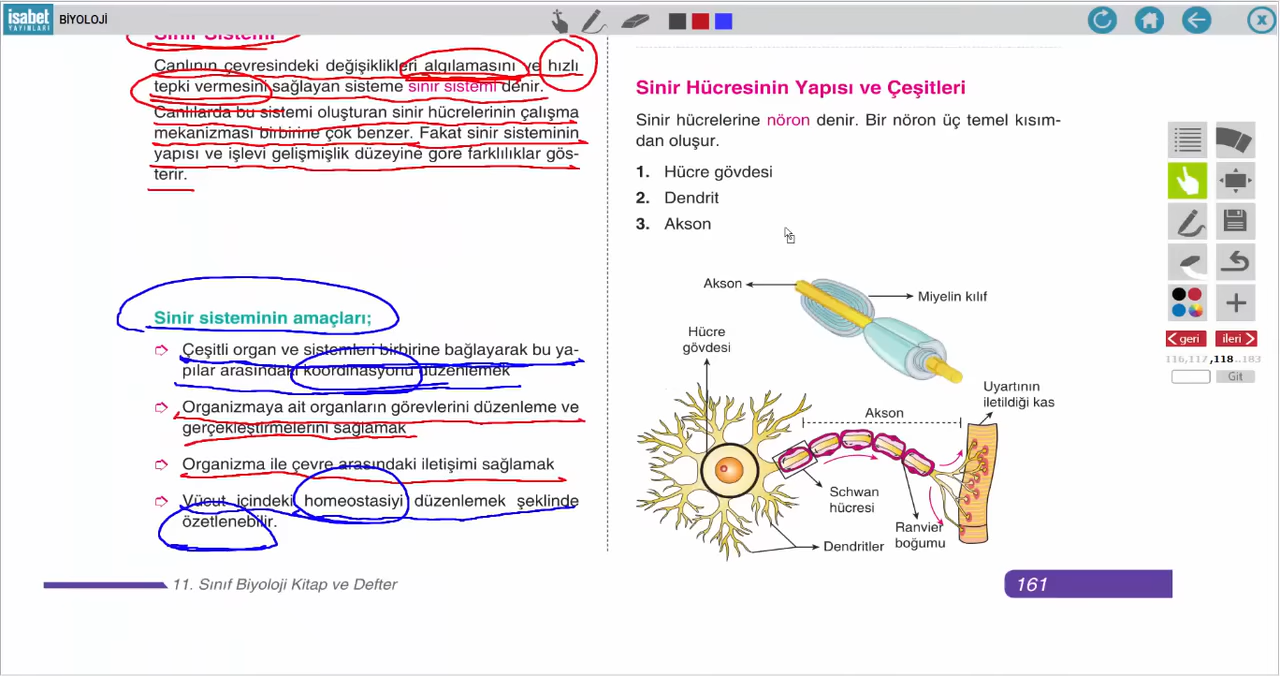 isabet
YAYINLARI
BİYOLOJİ
Sinir Sistemi
Canlının çevresindeki değişiklikleri algılamasını ve hızlı
tepki vermesini sağlayan sisteme sinir sistemi denir.
Canlılarda bu sistemi oluşturan sinir hücrelerinin çalışma
mekanizması birbirine çok benzer. Fakat sinir sisteminin
yapısı ve işlevi gelişmişlik düzeyine göre farklılıklar gös-
terir.
Sinir sisteminin amaçları;
Çeşitli organ ve sistemleri birbirine bağlayarak bu ya-
pılar arasındaki koordinasyonu düzenlemek
Organizmaya ait organların görevlerini düzenleme ve
gerçekleştirmelerini sağlamak
Organizma ile çevre arasındaki iletişimi sağlamak
Vücut içindeki homeostasiyi düzenlemek şeklinde
özetlenebilir.
11. Sınıf Biyoloji Kitap ve Defter
Sinir Hücresinin Yapısı ve Çeşitleri
Sinir hücrelerine nöron denir. Bir nöron üç temel kısım-
dan oluşur.
1. Hücre gövdesi
2. Dendrit
3. Akson
Akson
Miyelin kılıf
Hücre
gövdesi
Uyartının
iletildiği kas
Akson
Schwan
hücresi
Ranvier
boğumu
Dendritler
161
geri
ileri
116,117,118..183
Git